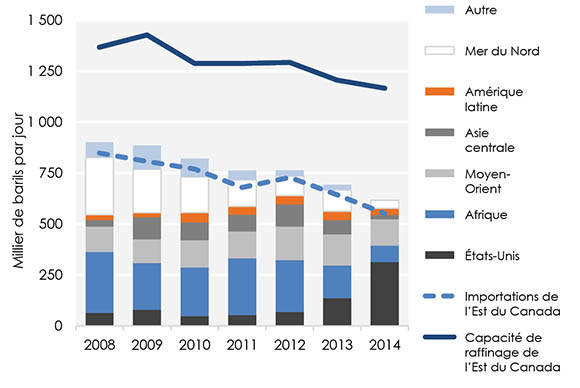 Millier de barils par jour
1 500
1 250
1 000
750
500
250
0
2008 2009 2010 2011 2012 2013 2014
Autre
Mer du Nord
Amérique
latine
Asie
centrale
Moyen-
Orient
Afrique
États-Unis
Importations de
l'Est du Canada
Capacité de
raffinage de
l'Est du Canada